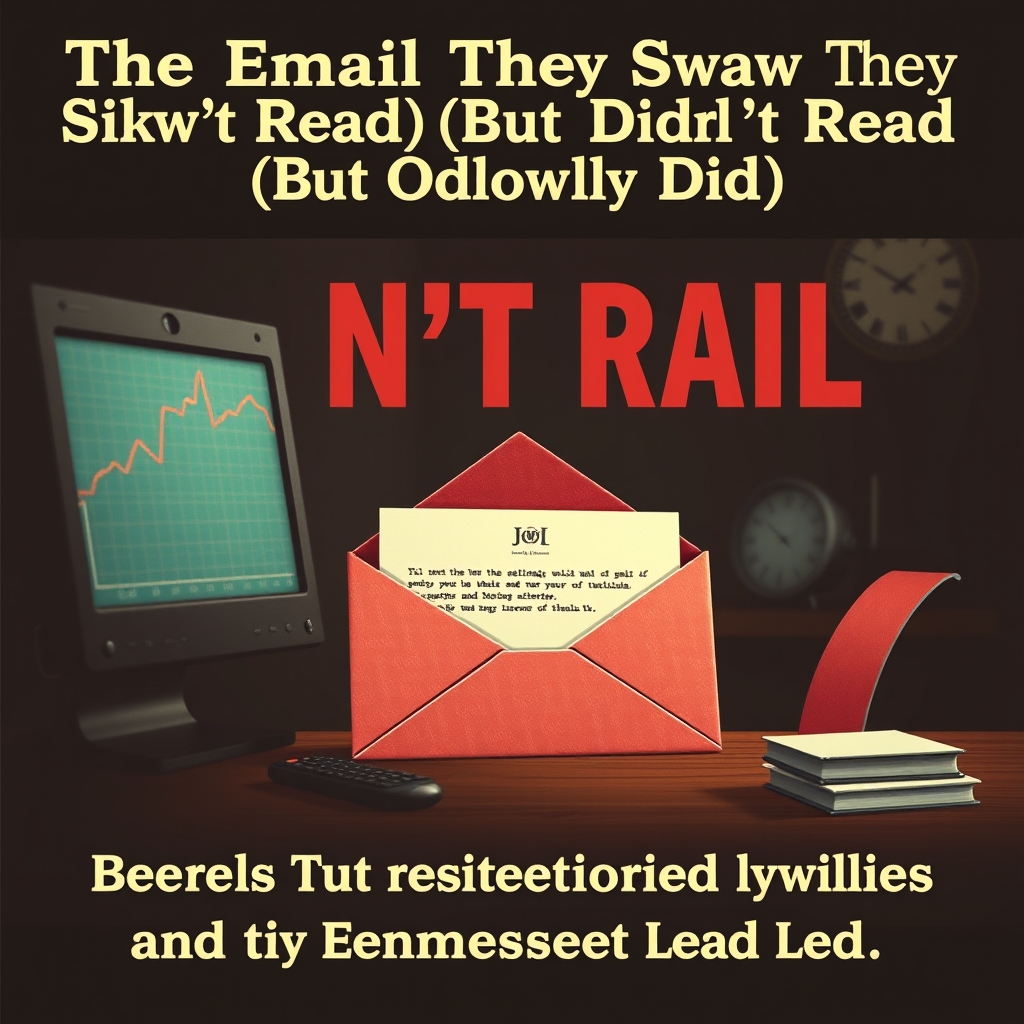 The Email They Swaw They
Sikw't Read) (But Didrl't Read
(But Odlowlly Did)
N'T RAIL
Beerels Tut resiteetioried lywillies
and tiy Eenmesseet Lead Led.